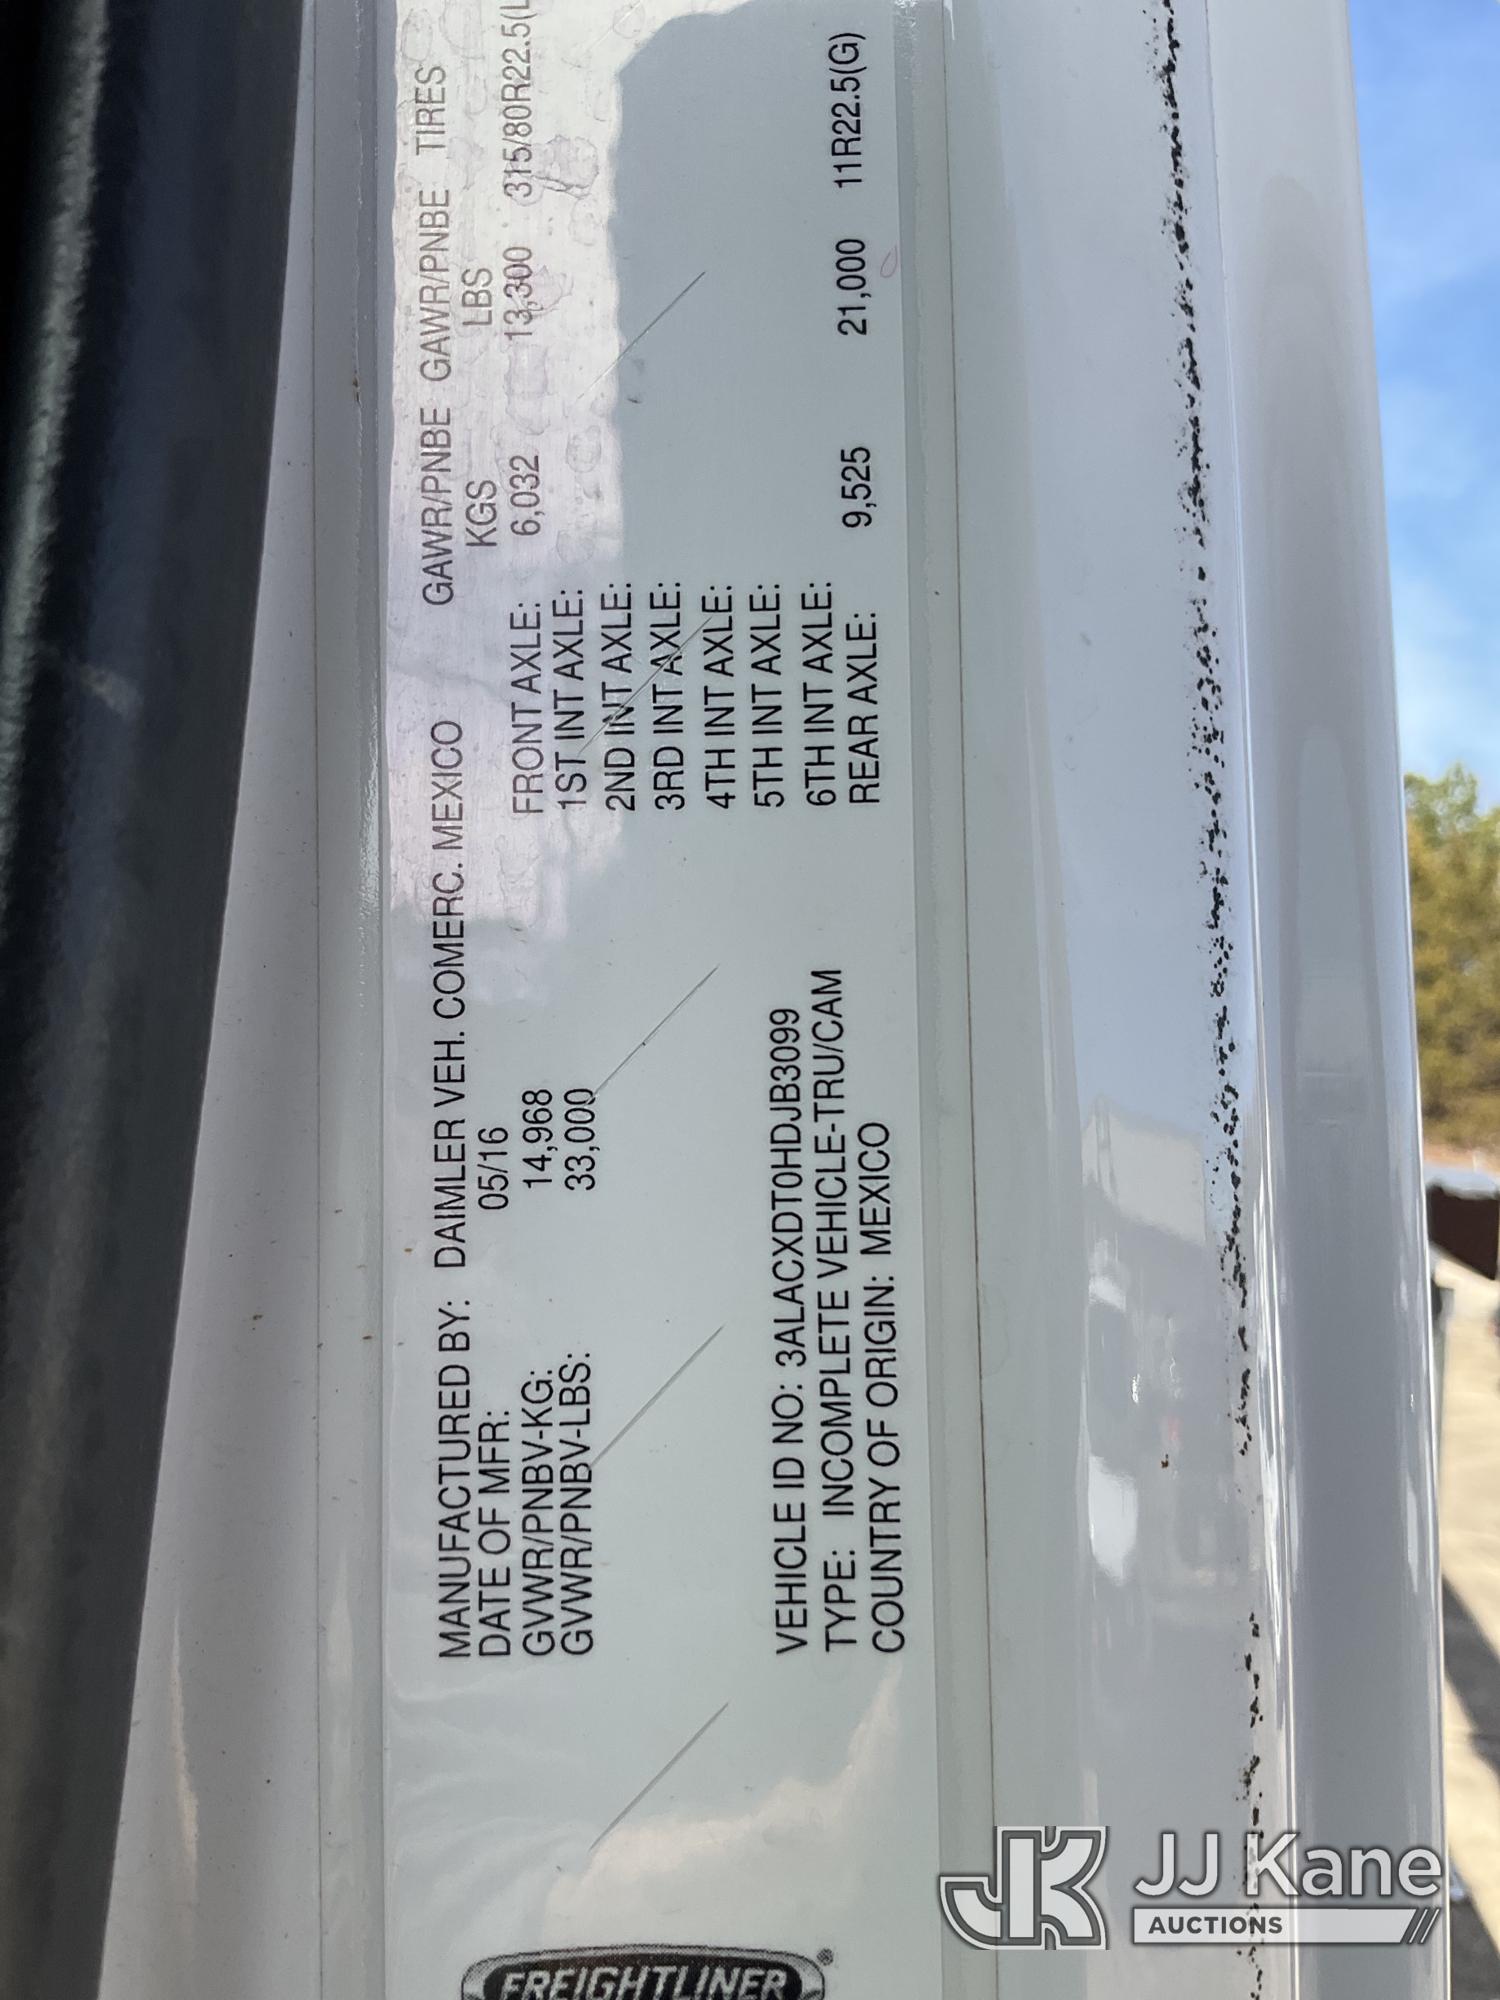 FREIGHTLINER®
MANUFACTURED BY: DAIMLER VEH. COMERC. MEXICO
DATE OF MFR: 05/16
GVWR/PNBV-KG: 14,968
GVWR/PNBV-LBS: 33,000
VEHICLE ID NO: 3ALACXDT0HDJB3099
TYPE: INCOMPLETE VEHICLE-TRU/CAM
COUNTRY OF ORIGIN: MEXICO
GAWR/PNBE GAWR/PNBE TIRES
KGS LBS
FRONT AXLE: 6,032 13,300 315/80R22.5(L
1ST INT AXLE:
2ND INT AXLE:
3RD INT AXLE:
4TH INT AXLE:
5TH INT AXLE:
6TH INT AXLE:
REAR AXLE: 9,525 21,000 11R22.5(G)
JK JJ Kane
AUCTIONS